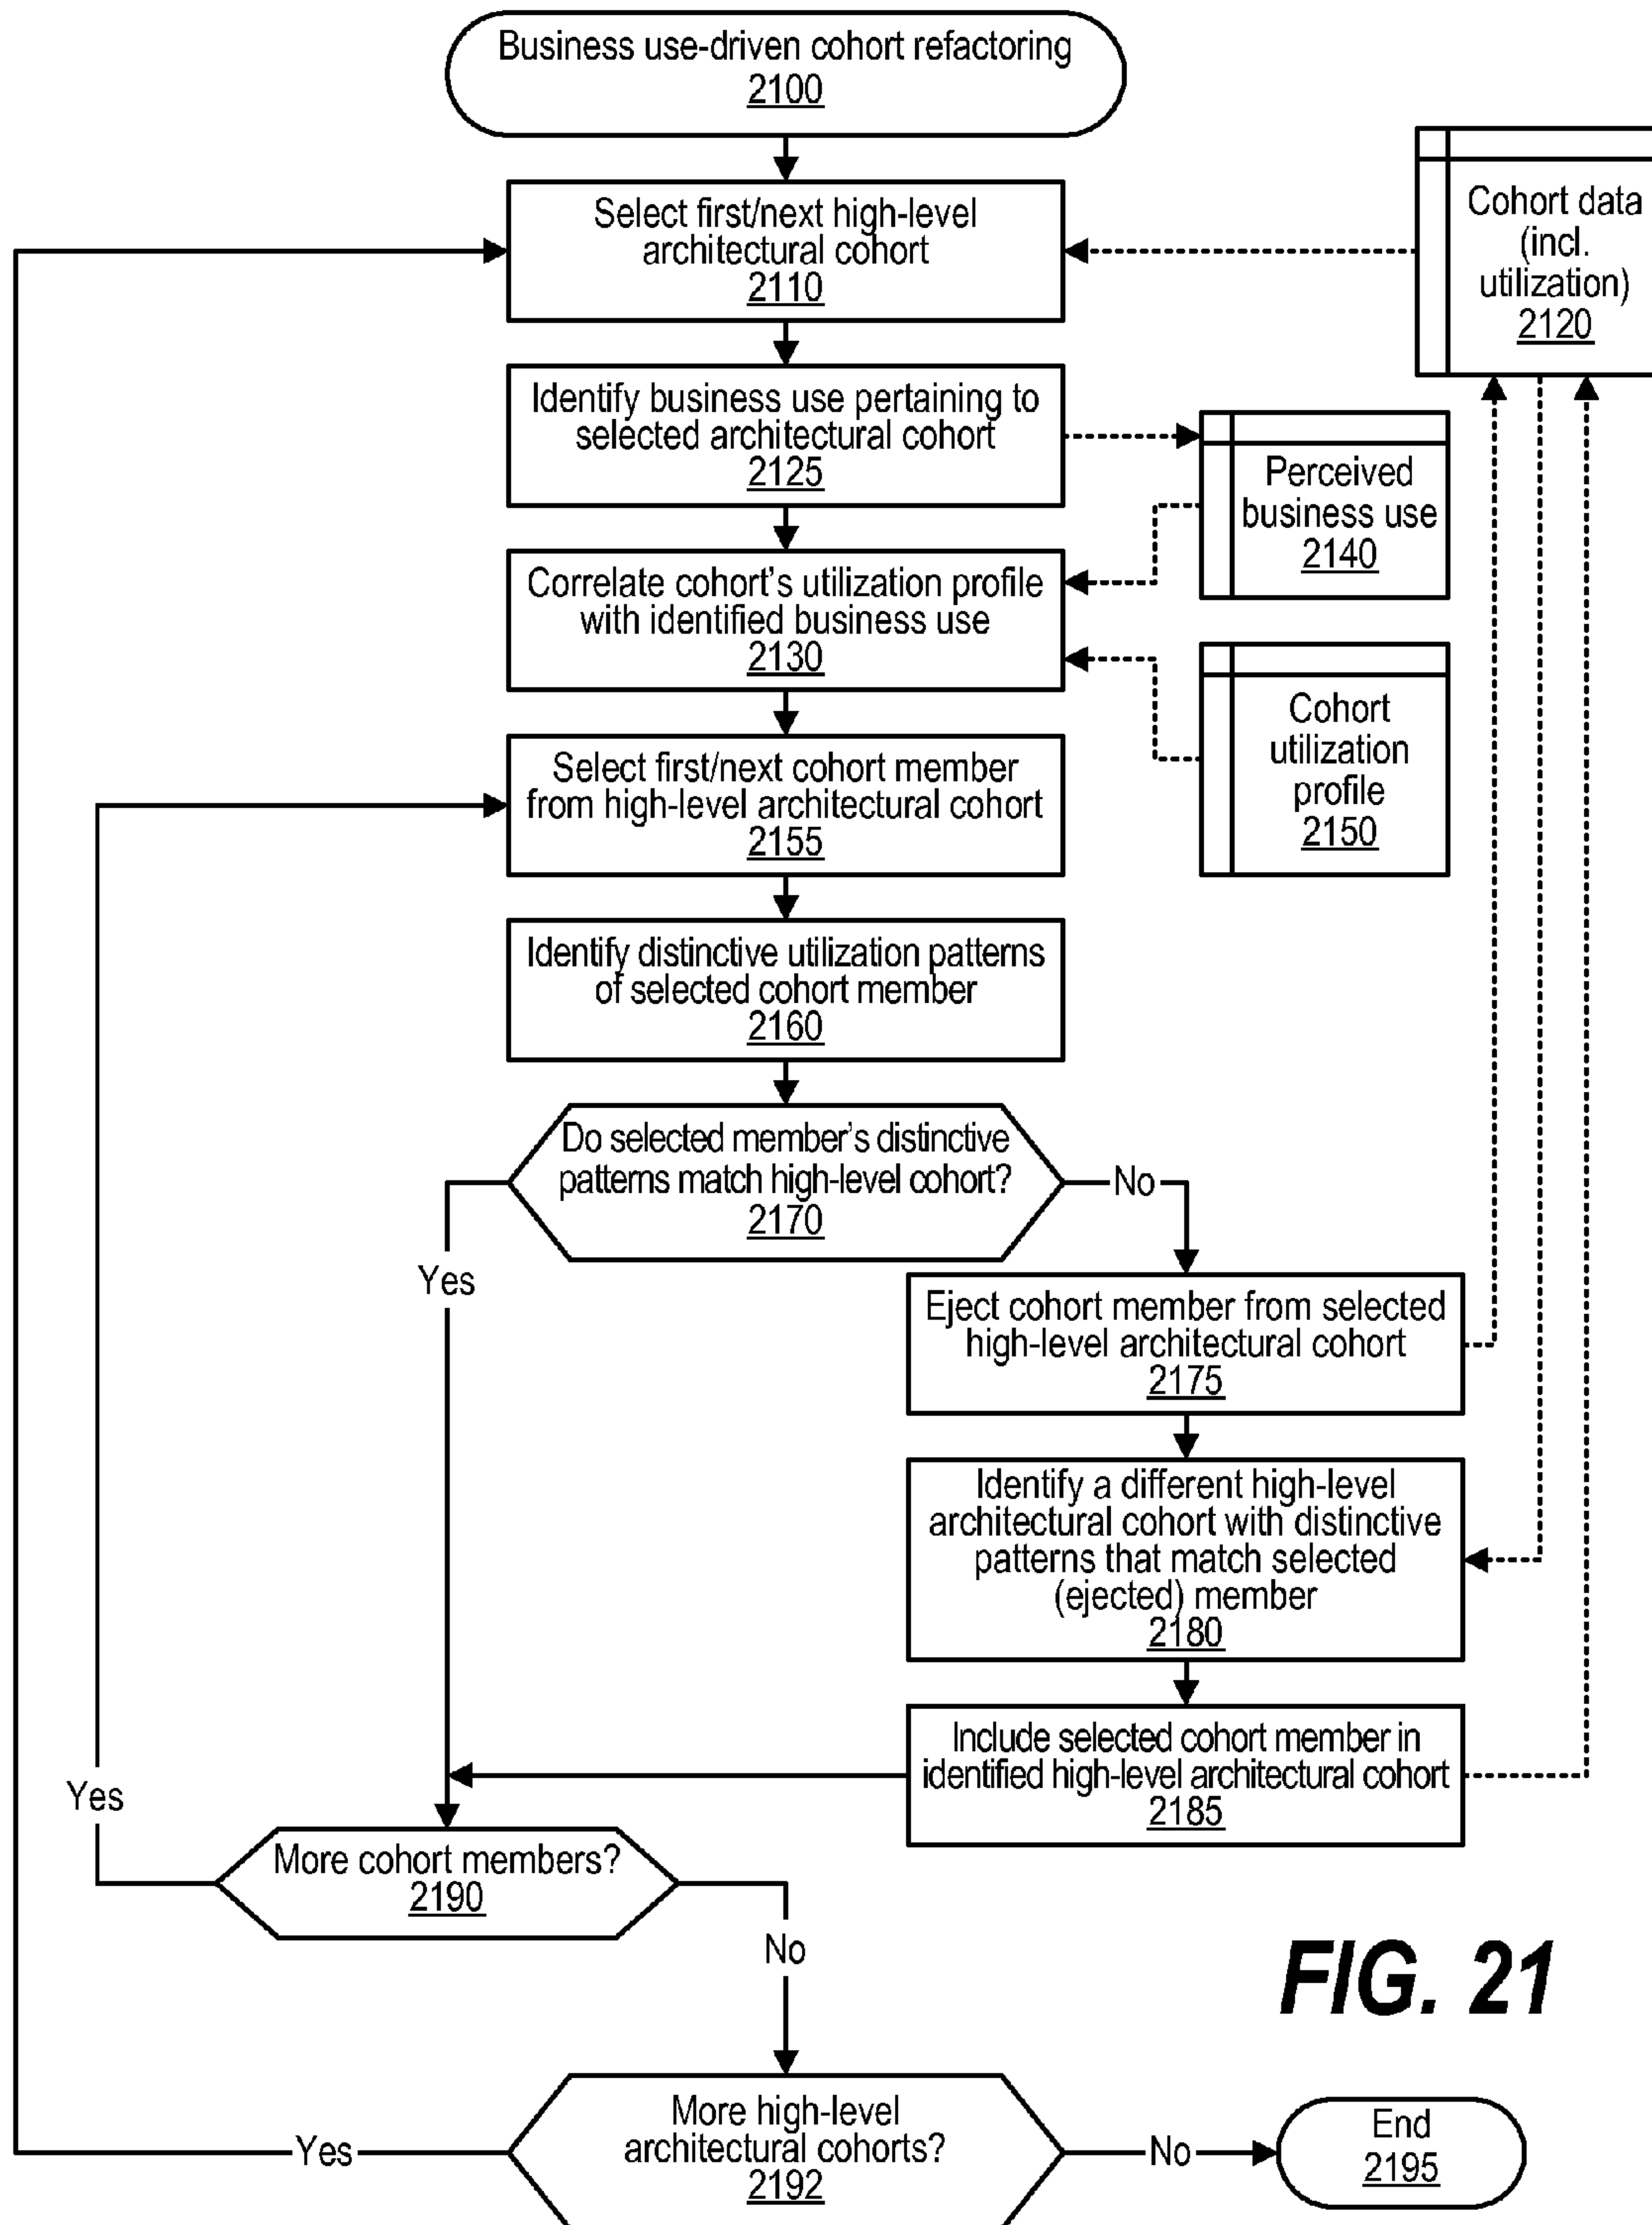 Business use-driven cohort refactoring
2100
Select first/next high-level
architectural cohort
2110
Cohort data
(incl.
utilization)
2120
Identify business use pertaining to
selected architectural cohort
2125
Perceived
business use
2140
Correlate cohort's utilization profile
with identified business use
2130
Cohort
utilization
profile
2150
Select first/next cohort member
from high-level architectural cohort
2155
Identify distinctive utilization patterns
of selected cohort member
2160
Do selected member's distinctive
patterns match high-level cohort?
2170
No
Yes
Eject cohort member from selected
high-level architectural cohort
2175
Identify a different high-level
architectural cohort with distinctive
patterns that match selected
(ejected) member
2180
Include selected cohort member in
identified high-level architectural cohort
2185
Yes
More cohort members?
2190
No
FIG. 21
More high-level
architectural cohorts?
2192
Yes
No
End
2195